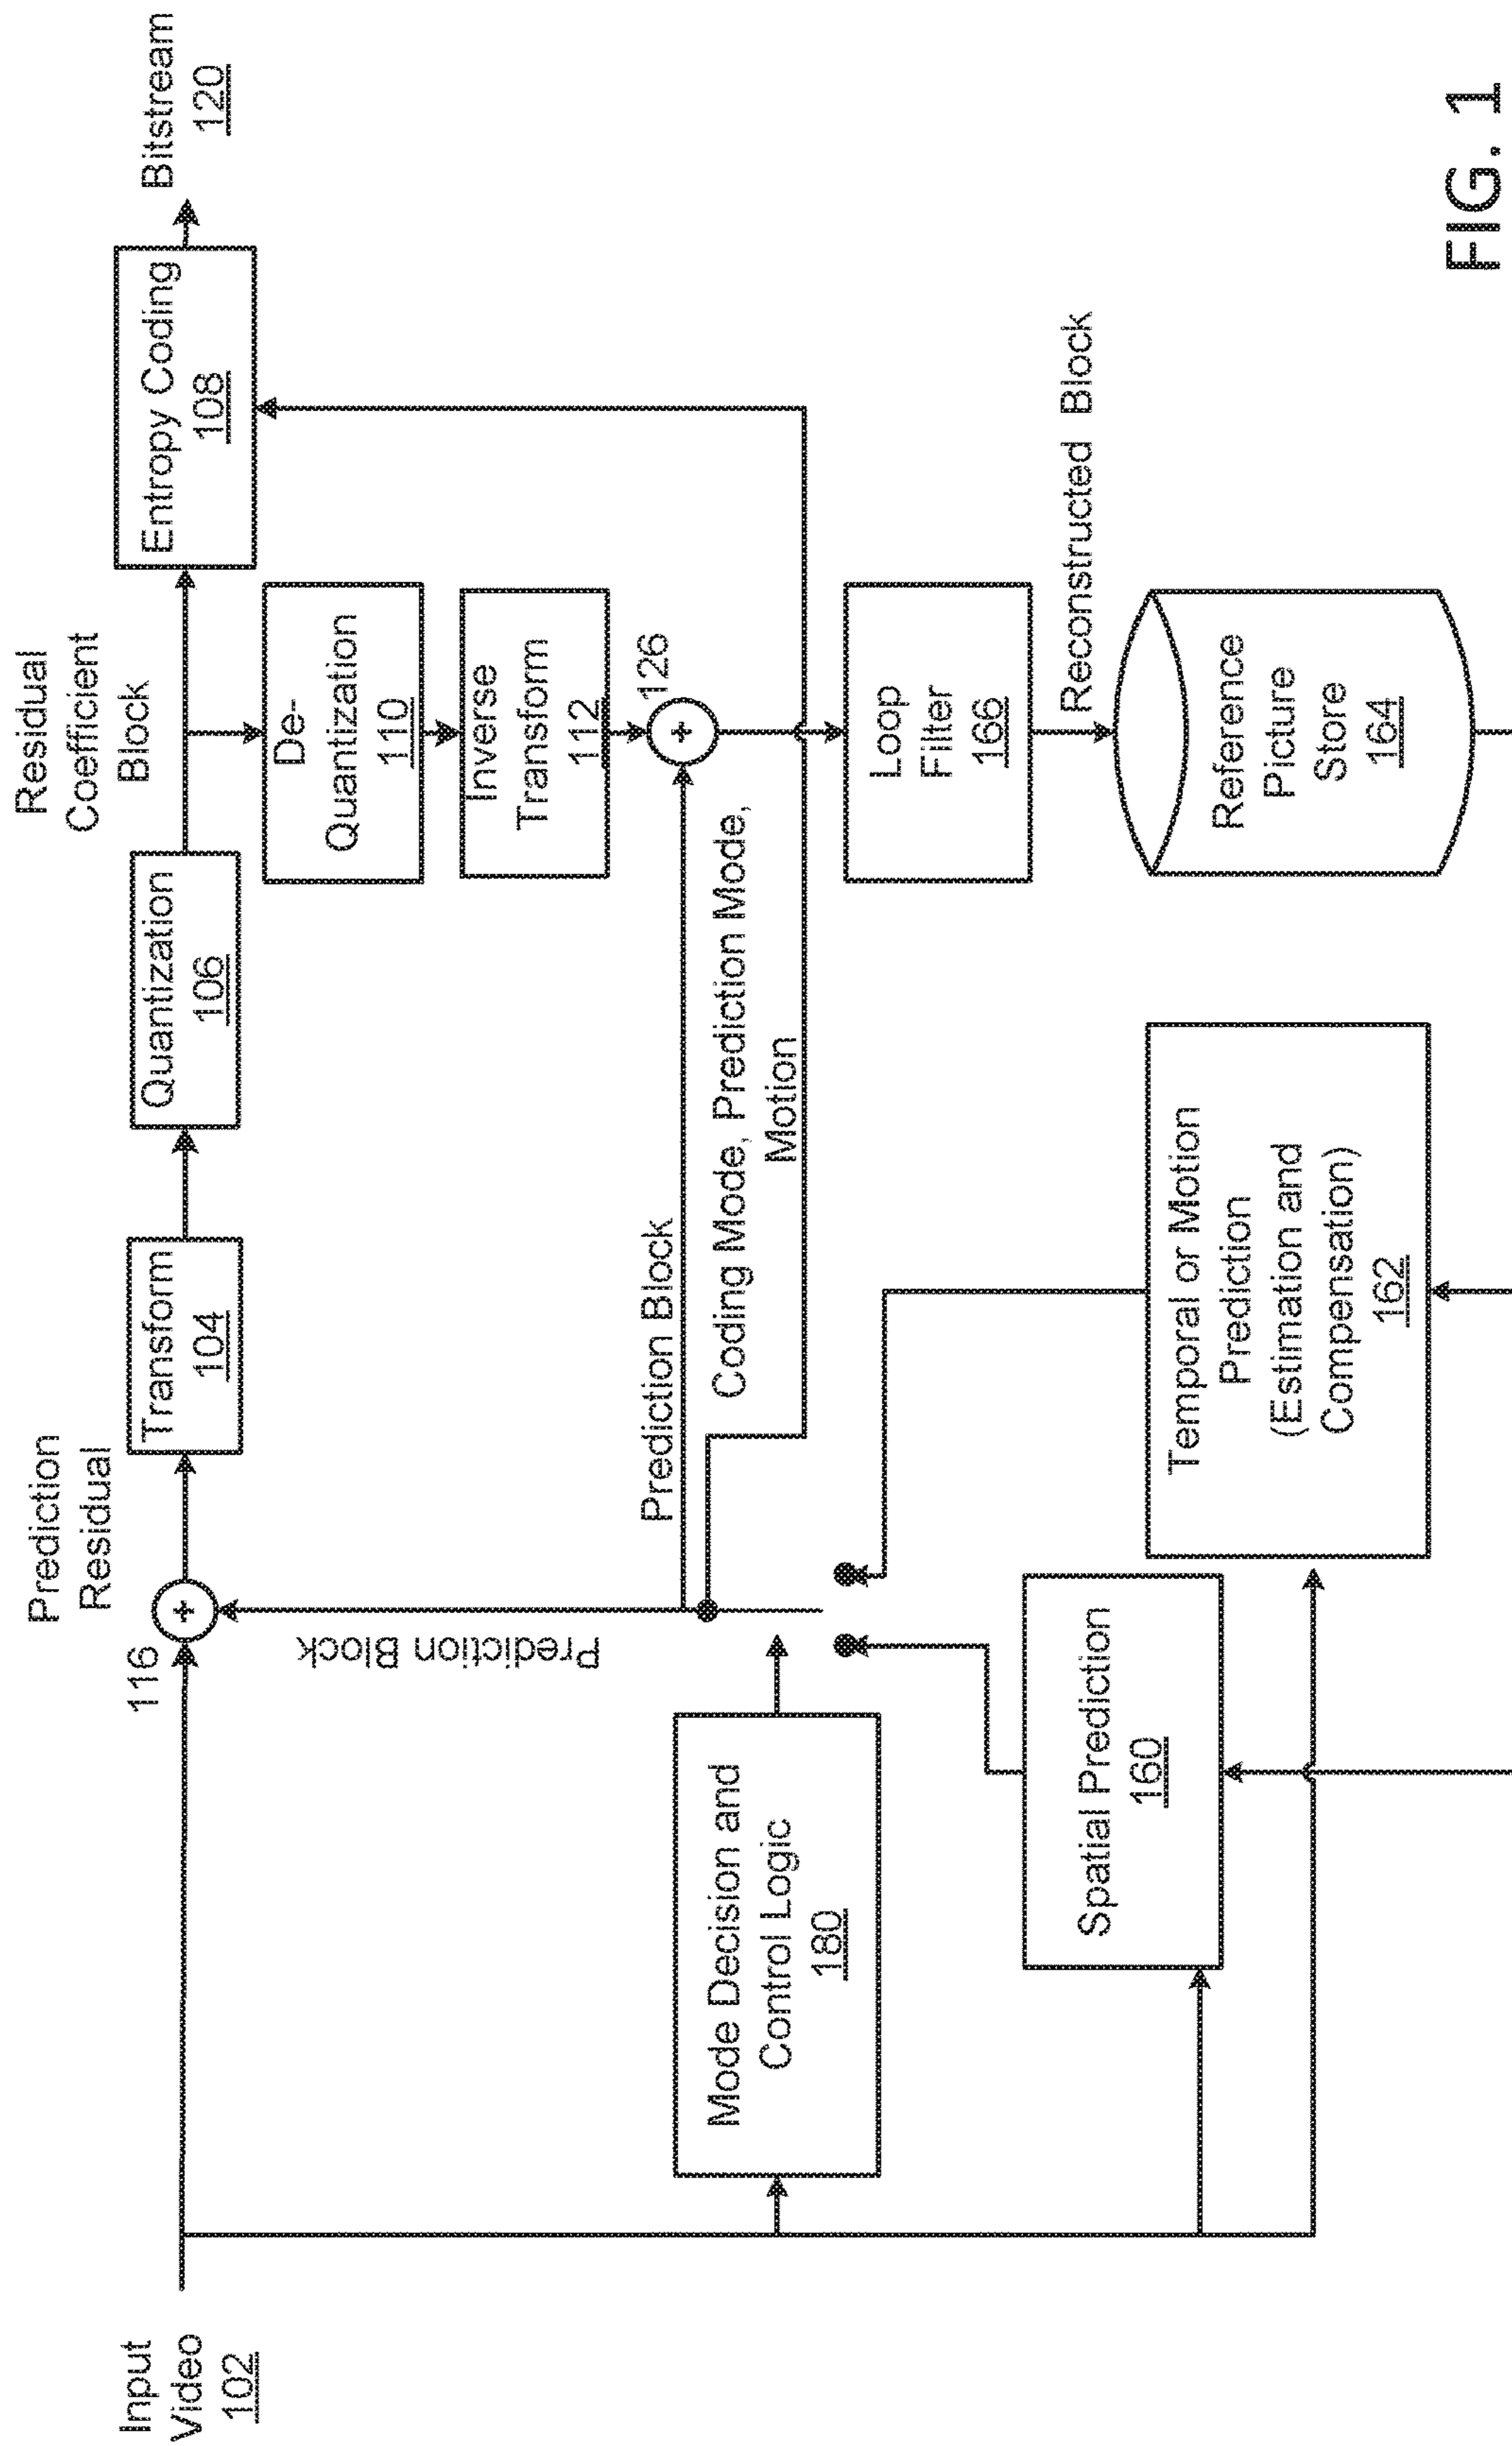 Input
Video
102
116
Prediction
Residual
Transform
104
Quantization
106
Residual
Coefficient
Block
Entropy Coding
108
Bitstream
120
De-
Quantization
110
Inverse
Transform
112
126
Prediction Block
Prediction Block
Coding Mode, Prediction Mode,
Motion
Mode Decision and
Control Logic
180
Loop
Filter
166
Reconstructed Block
Spatial Prediction
160
Temporal or Motion
Prediction
(Estimation and
Compensation)
162
Reference
Picture
Store
164
FIG. 1